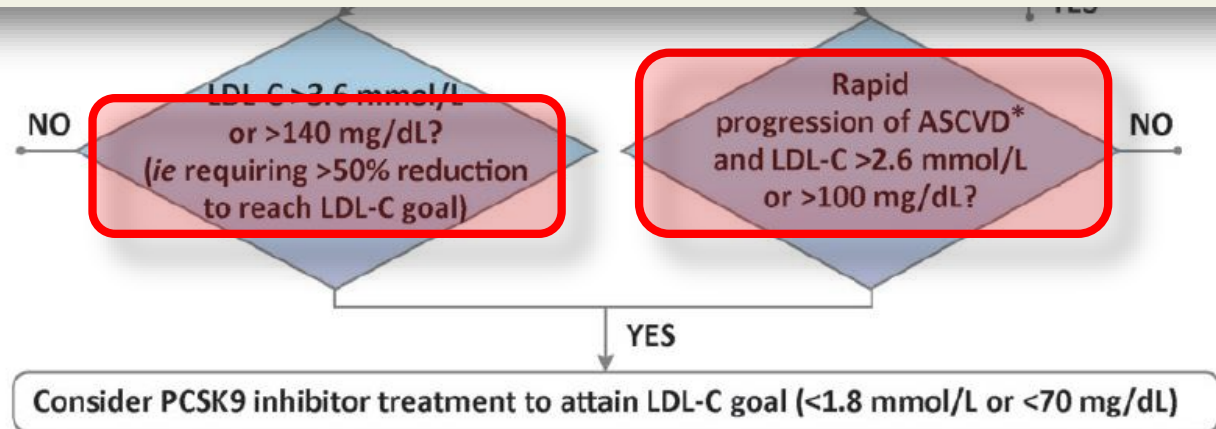 YES
LDL-C >3.6 mmol/L
or >140 mg/dL?
(ie requiring >50% reduction
to reach LDL-C goal)
NO
Rapid
progression of ASCVD*
and LDL-C >2.6 mmol/L
or >100 mg/dL?
NO
YES
Consider PCSK9 inhibitor treatment to attain LDL-C goal (<1.8 mmol/L or <70 mg/dL)